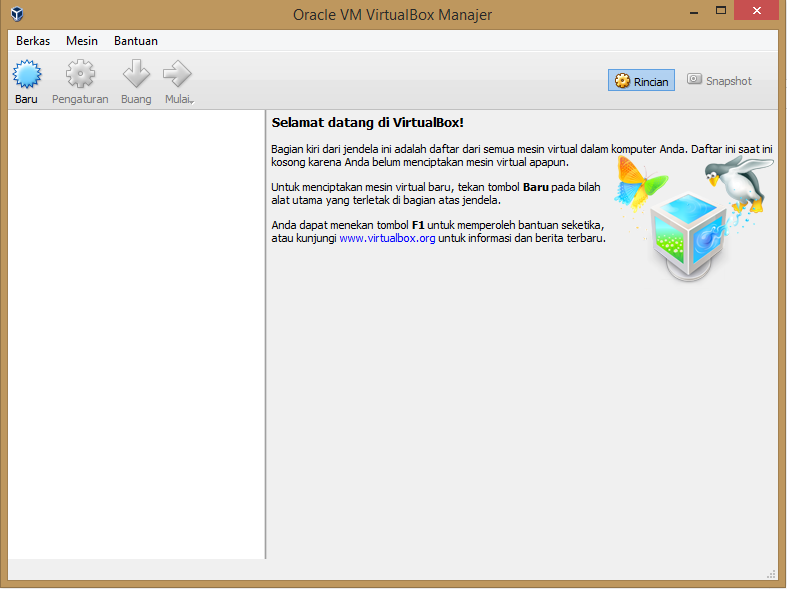 Oracle VM VirtualBox Manajer
Berkas Mesin Bantuan
Baru Pengaturan Buang Mulai
Rincian Snapshot
Selamat datang di VirtualBox!
Bagian kiri dari jendela ini adalah daftar dari semua mesin virtual dalam komputer Anda. Daftar ini saat ini
kosong karena Anda belum menciptakan mesin virtual apapun.
Untuk menciptakan mesin virtual baru, tekan tombol Baru pada bilah
alat utama yang terletak di bagian atas jendela.
Anda dapat menekan tombol F1 untuk memperoleh bantuan seketika,
atau kunjungi www.virtualbox.org untuk informasi dan berita terbaru.